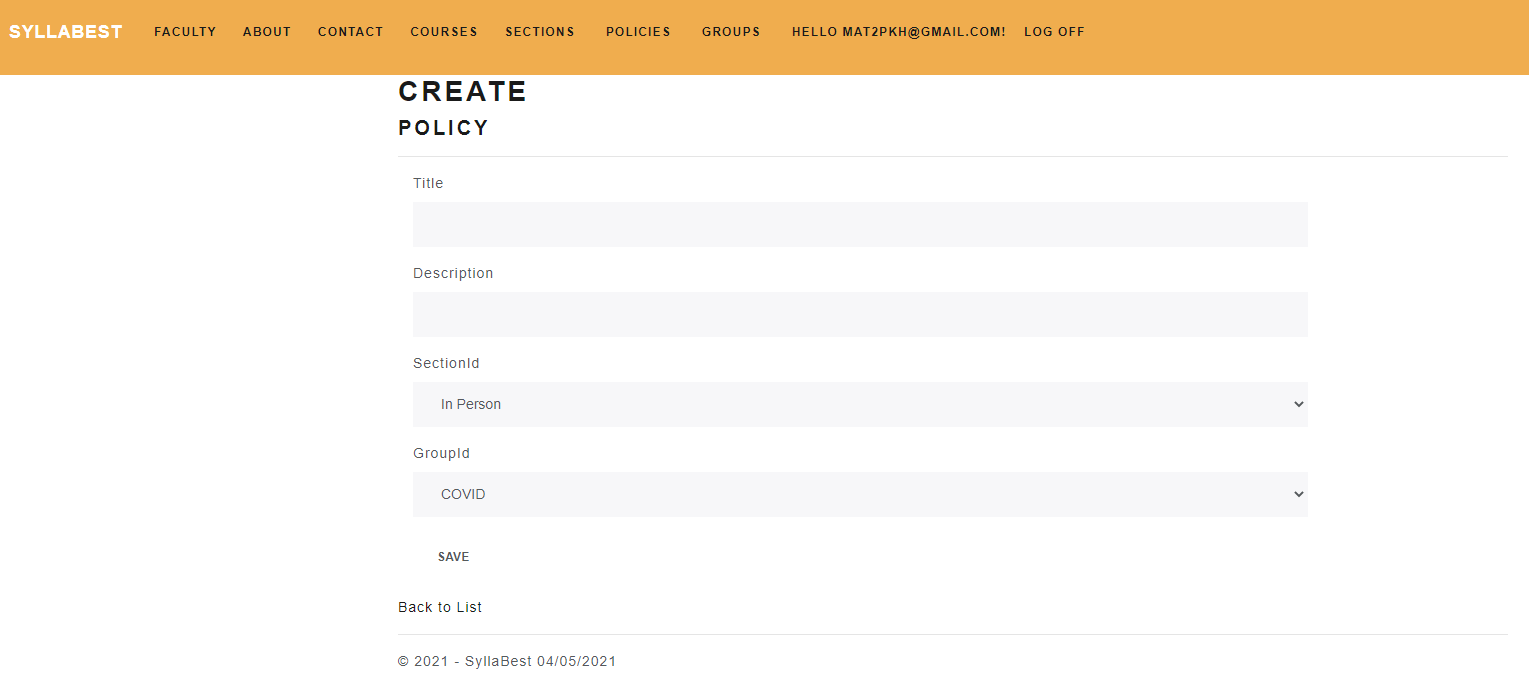 SYLLABEST FACULTY ABOUT CONTACT COURSES SECTIONS POLICIES GROUPS HELLO MAT2PKH@GMAIL.COM! LOG OFF
CREATE
POLICY
Title
Description
SectionId
In Person
GroupId
COVID
SAVE
Back to List
© 2021 - SyllaBest 04/05/2021